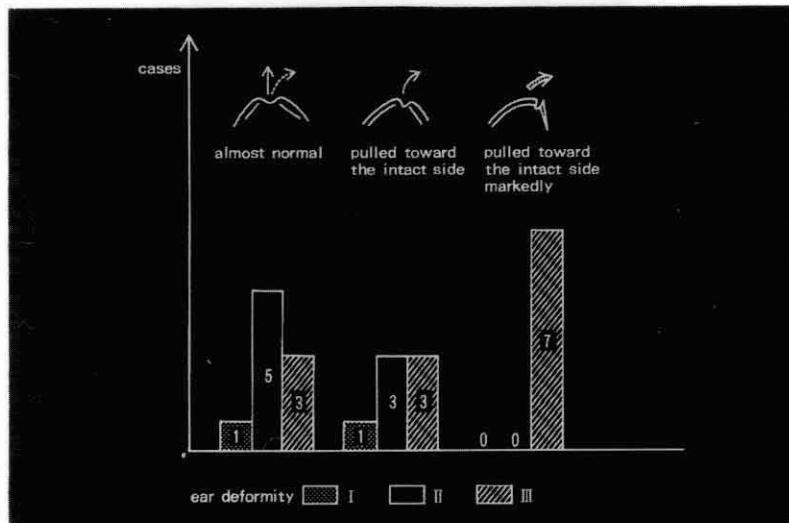 cases
almost normal
pulled toward
the intact side
pulled toward
the intact side
markedly
1
5
3
1
3
3
0
0
7
ear deformity I II III